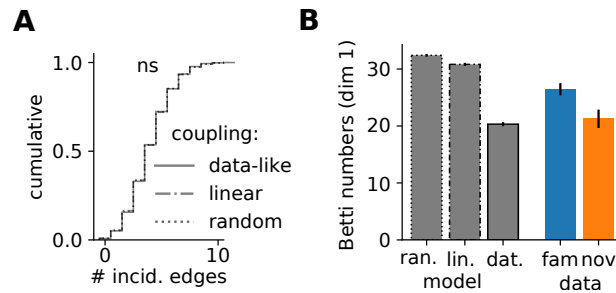 A
ns
cumulative
1.0
0.5
0.0
coupling:
data-like
linear
random
0
10
# incid. edges
B
Betti numbers (dim 1)
30
20
10
0
ran. lin. dat. fam nov
model data